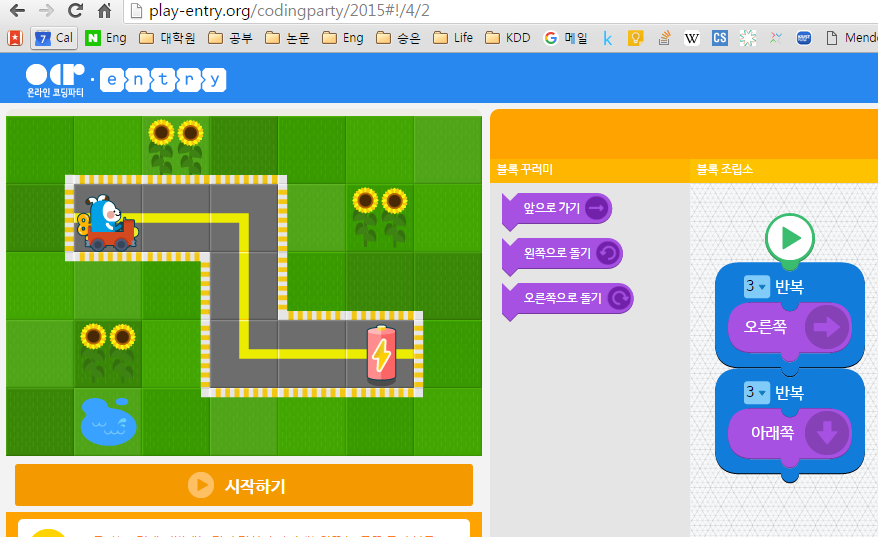 play-entry.org/codingparty/2015#!/4/2
7 Cal N Eng 대학원 공부 논문 Eng 승은 Life KDD G 메일 k W CS Mende
온라인 코딩파티 entry
블록 꾸러미
블록 조립소
앞으로 가기
왼쪽으로 돌기
오른쪽으로 돌기
3 반복
오른쪽
3 반복
아래쪽
시작하기